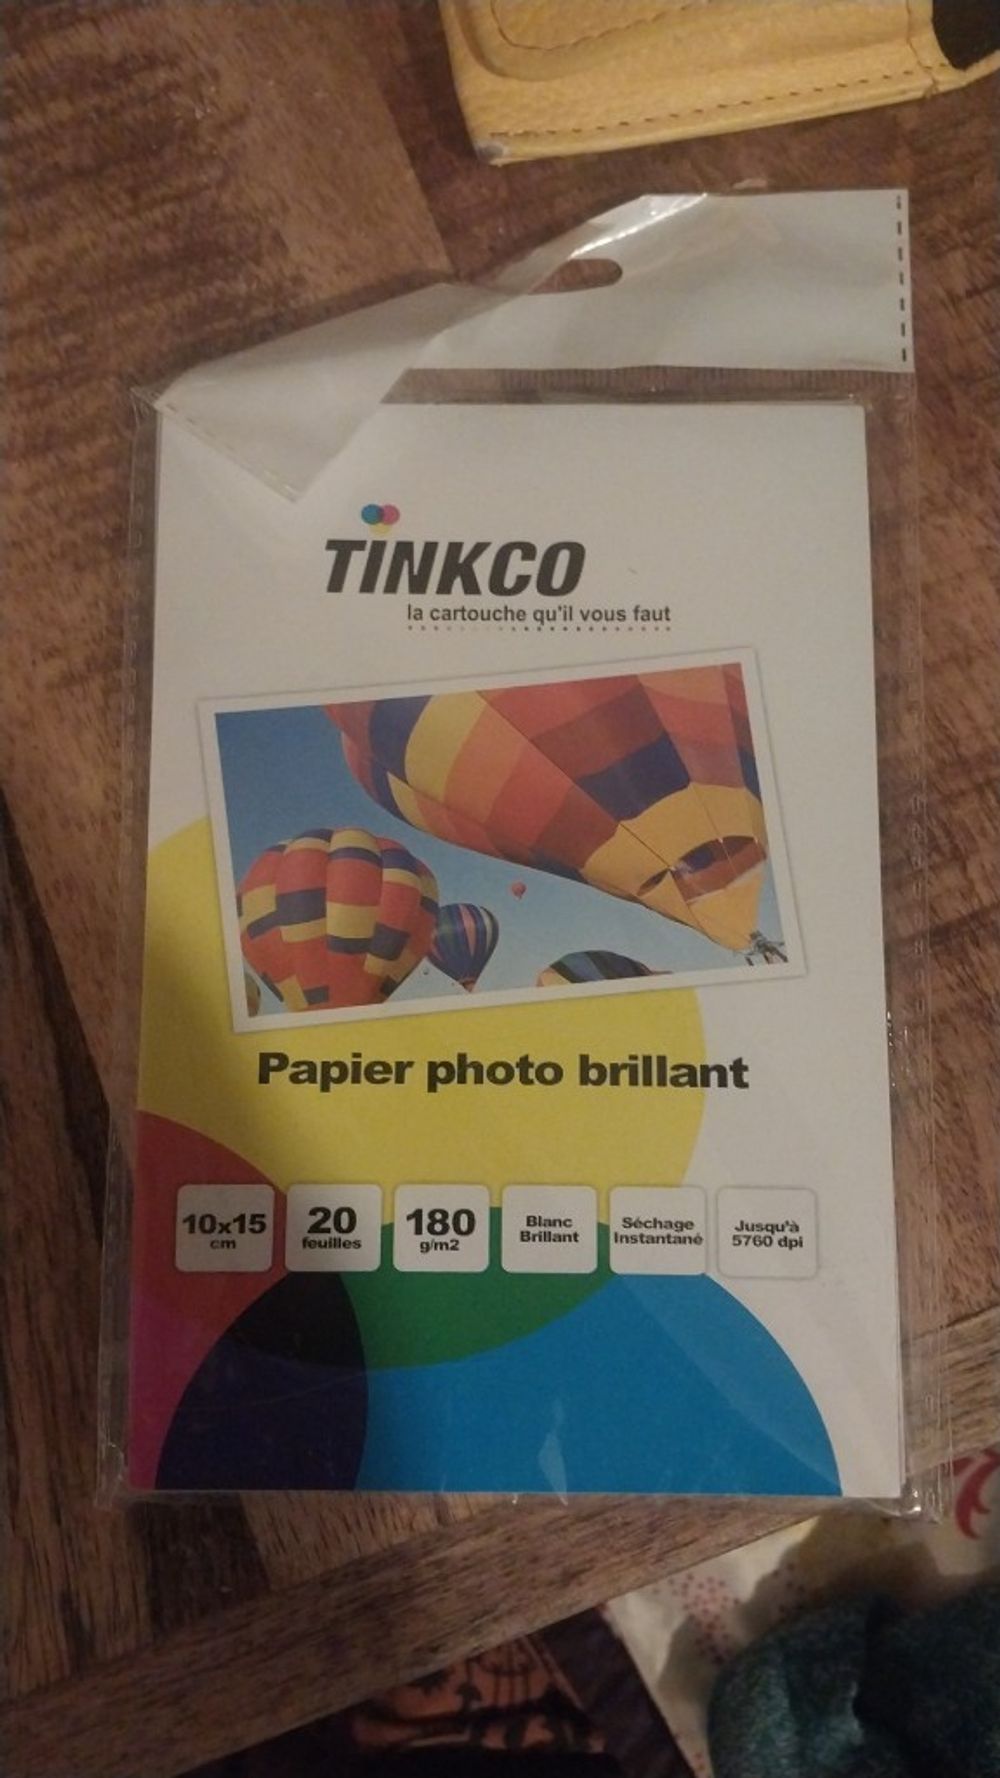 TINKCO
la cartouche qu'il vous faut
Papier photo brillant
10x15
cm
20
feuilles
180
g/m2
Blanc
Brillant
Séchage
Instantané
Jusqu'à
5760 dpi